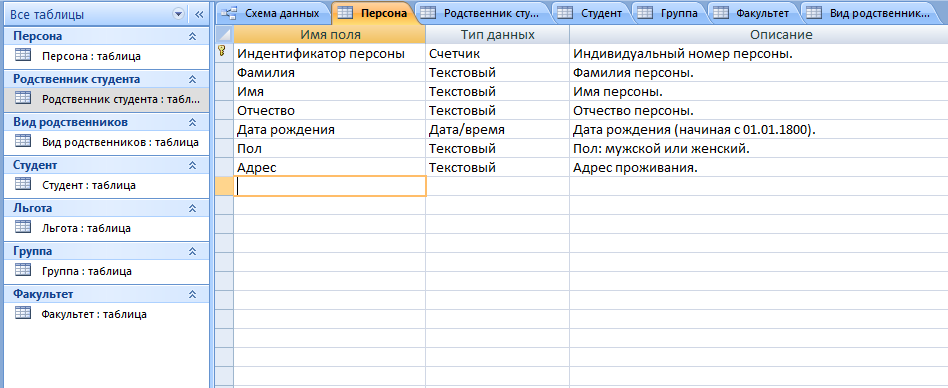 Все таблицы
Персона
Персона : таблица
Родственник студента
Родственник студента : табл...
Вид родственников
Вид родственников : таблица
Студент
Студент : таблица
Льгота
Льгота : таблица
Группа
Группа : таблица
Факультет
Факультет : таблица
Схема данных Персона Родственник сту... Студент Группа Факультет Вид родственник...
Имя поля Тип данных Описание
Индентификатор персоны Счетчик Индивидуальный номер персоны.
Фамилия Текстовый Фамилия персоны.
Имя Текстовый Имя персоны.
Отчество Текстовый Отчество персоны.
Дата рождения Дата/время Дата рождения (начиная с 01.01.1800).
Пол Текстовый Пол: мужской или женский.
Адрес Текстовый Адрес проживания.